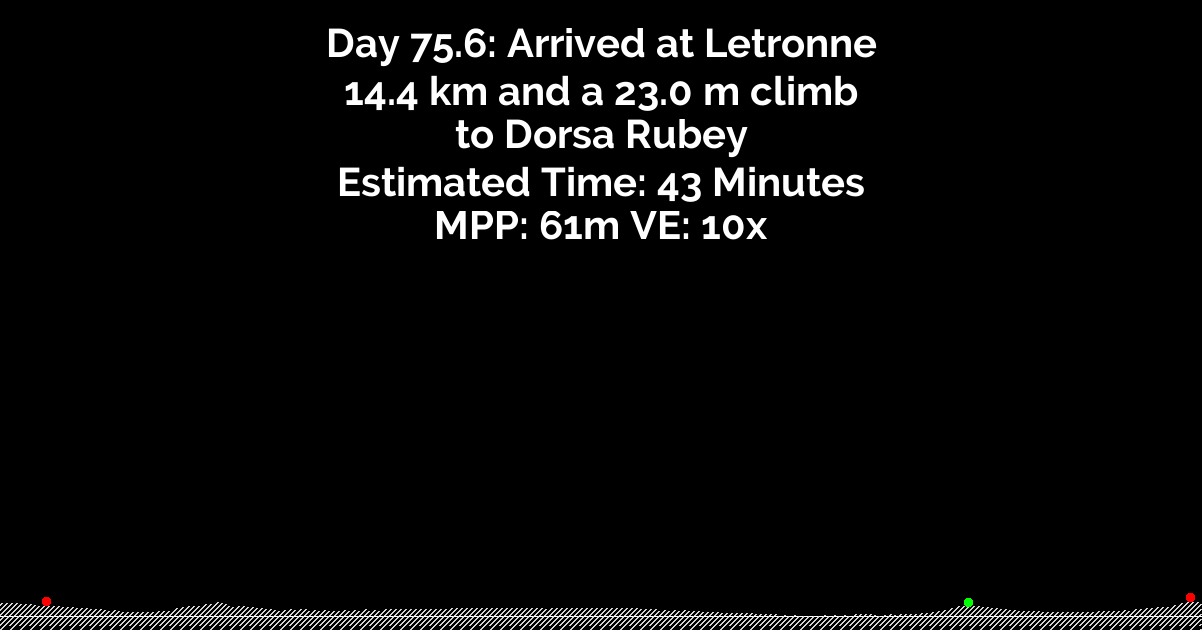 Day 75.6: Arrived at Letronne
14.4 km and a 23.0 m climb
to Dorsa Rubey
Estimated Time: 43 Minutes
MPP: 61m VE: 10x